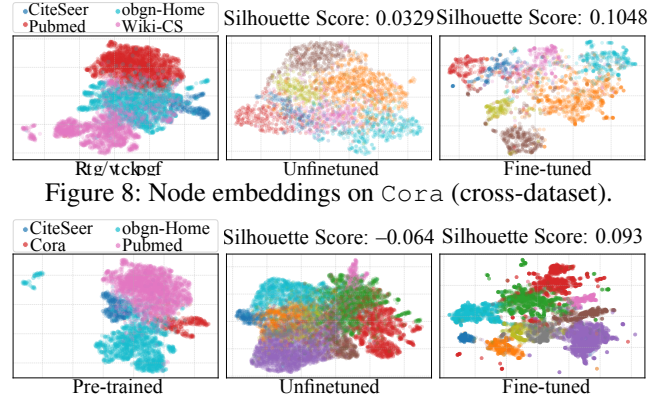 CiteSeer obgn-Home Silhouette Score: 0.0329 Silhouette Score: 0.1048
Pubmed Wiki-CS
Rtg/vtckpgf Unfinetuned Fine-tuned
Figure 8: Node embeddings on Cora (cross-dataset).
CiteSeer obgn-Home Silhouette Score: −0.064 Silhouette Score: 0.093
Cora Pubmed
Pre-trained Unfinetuned Fine-tuned